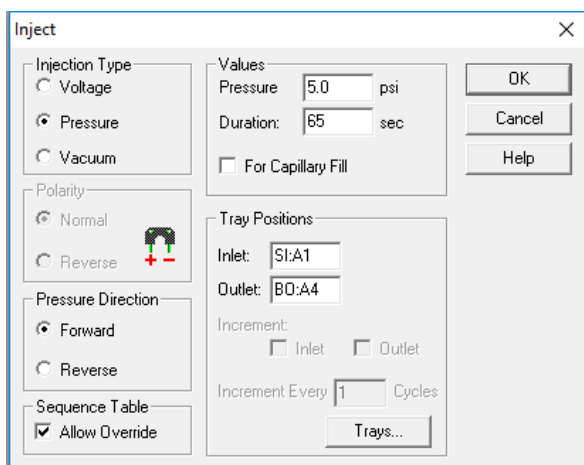 Inject
Injection Type
Voltage
Pressure
Vacuum
Polarity
Normal
Reverse
Pressure Direction
Forward
Reverse
Sequence Table
Allow Override
Values
Pressure 5.0 psi
Duration: 65 sec
For Capillary Fill
Tray Positions
Inlet: SI:A1
Outlet: BO:A4
Increment:
Inlet Outlet
Increment Every 1 Cycles
Trays...
OK
Cancel
Help